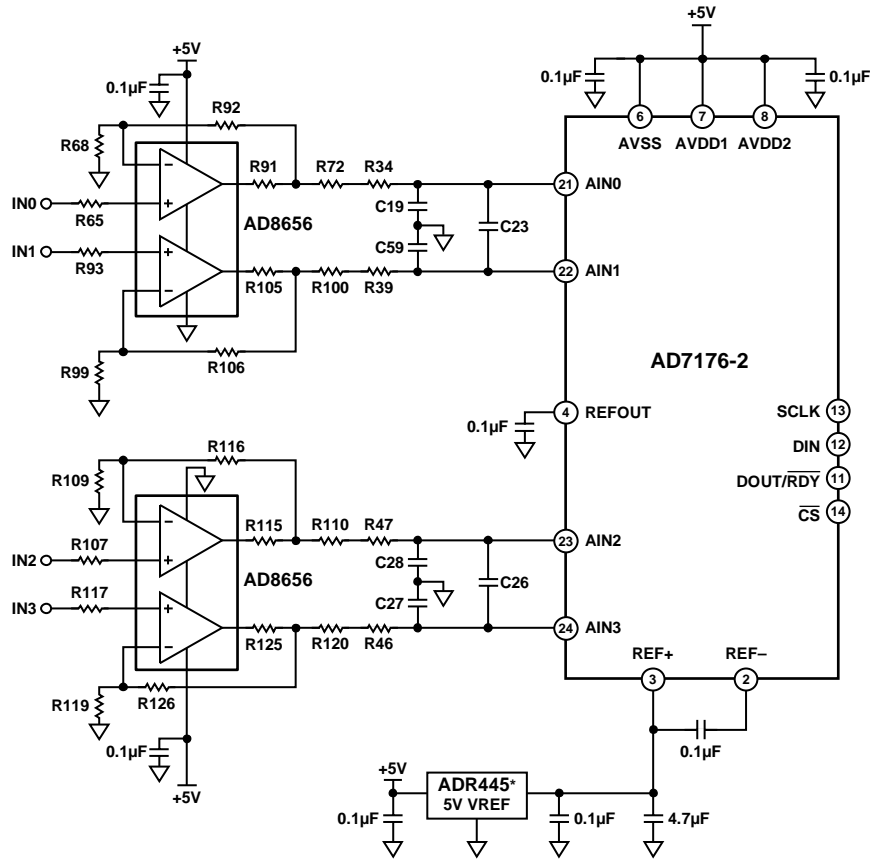 +5V
+5V
0.1µF
0.1µF
0.1µF
R92
6
7
8
R68
AVSS
AVDD1
AVDD2
R91
R72
R34
21
AIN0
IN0
R65
C19
AD8656
C23
IN1
R93
C59
R105
R100
R39
22
AIN1
R99
R106
AD7176-2
4
REFOUT
0.1µF
SCLK
13
DIN
12
DOUT/RDY
11
CS
14
R116
R109
R115
R110
R47
23
AIN2
R107
IN2
C28
AD8656
C26
R117
IN3
C27
R125
R120
R46
24
AIN3
REF+
REF–
3
2
R119
R126
0.1µF
0.1µF
+5V
+5V
ADR445*
5V VREF
0.1µF
0.1µF
4.7µF